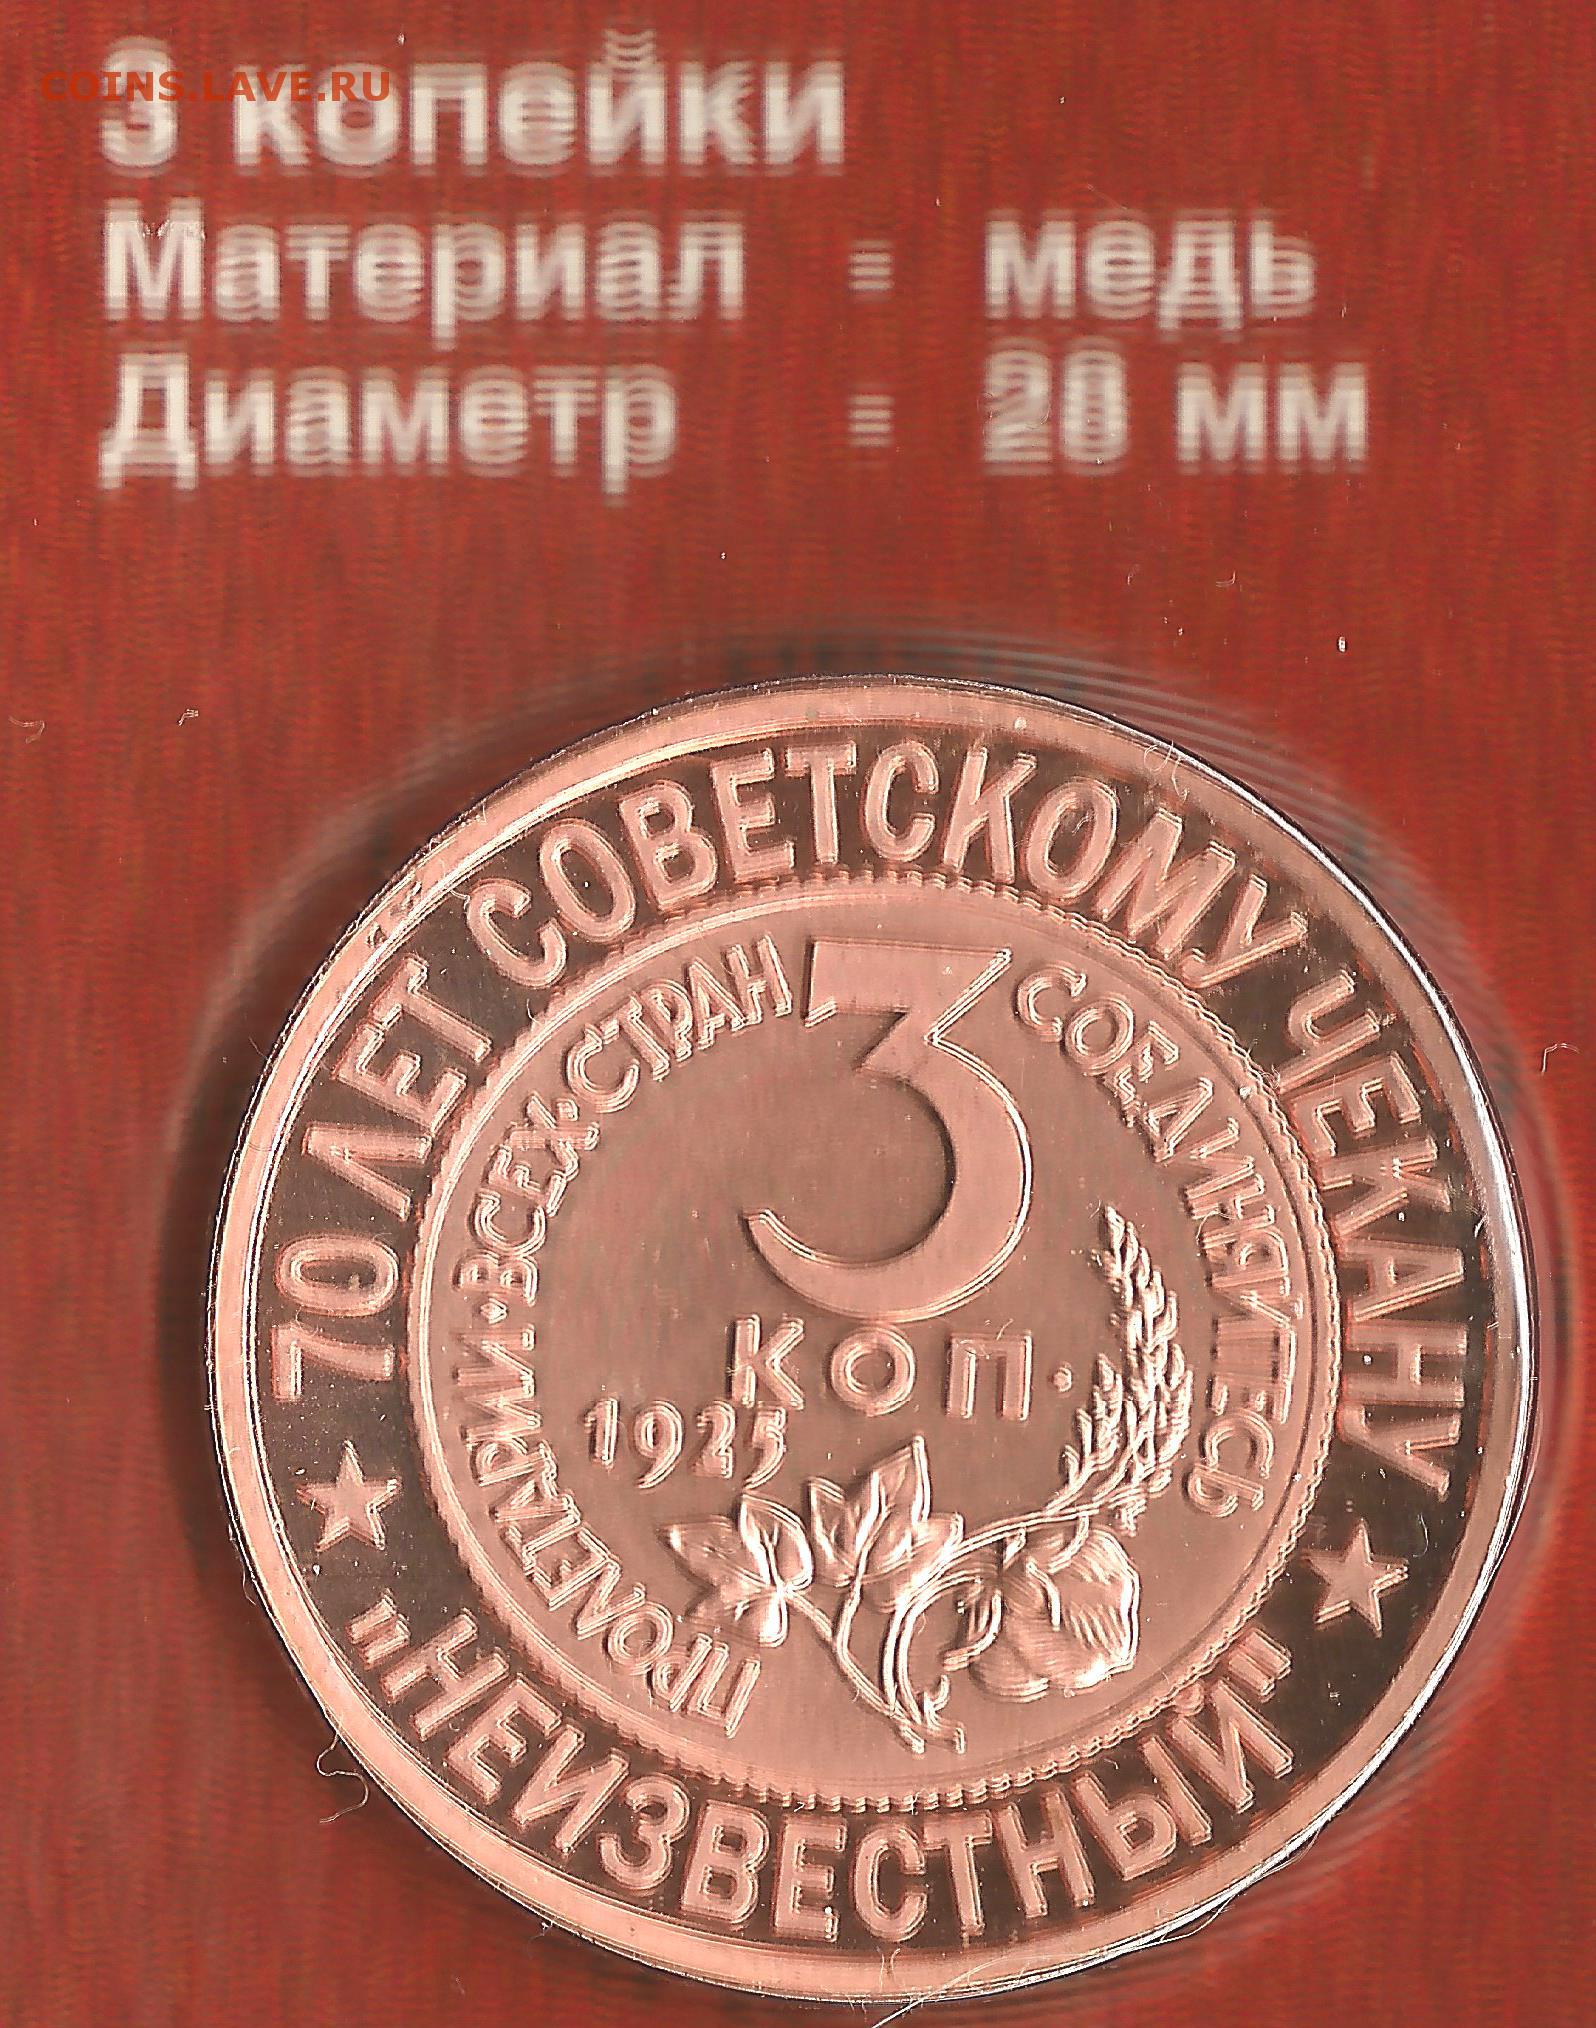 COINS.LAVE.RU
3 копейки
Материал = медь
Диаметр = 28 мм
70 ЛЕТ СОВЕТСКОМУ ЧЕКАНУ
ПРОЛЕТАРИИ·ВСЕХ·СТРАН СОЕДИНЯЙТЕСЬ
3
КОП.
1925
"НЕИЗВЕСТНЫЙ"